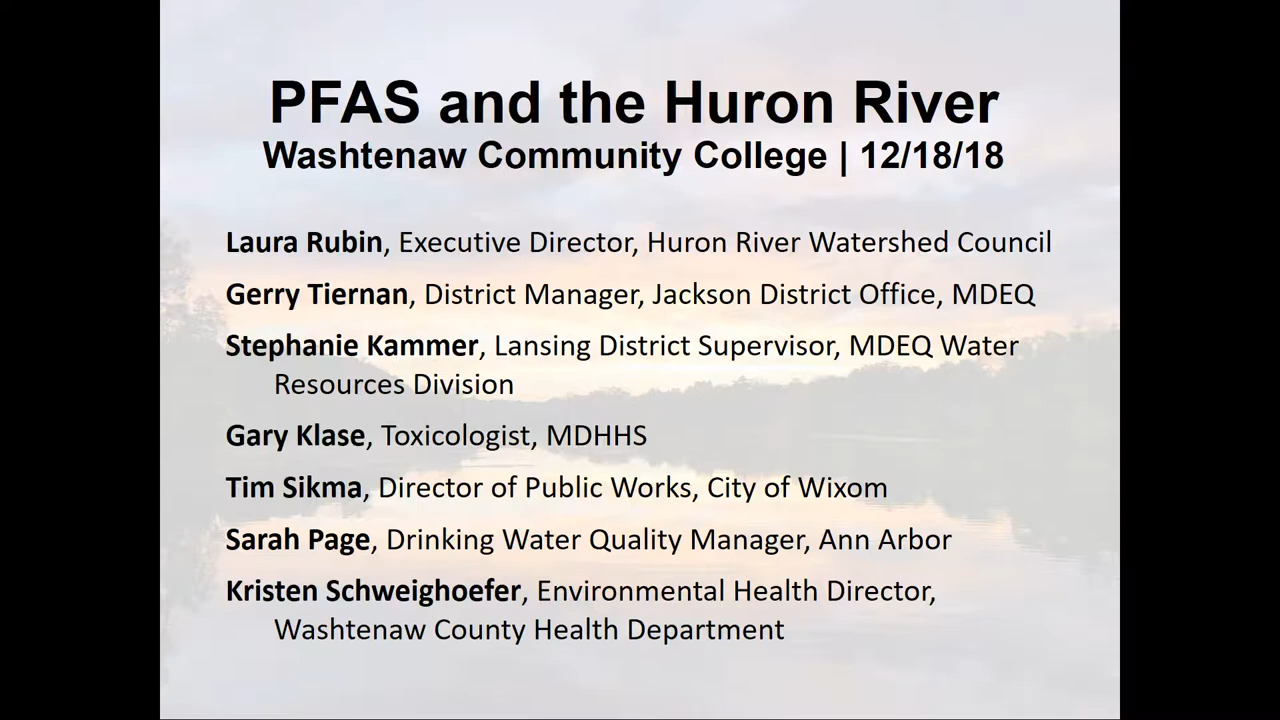 PFAS and the Huron River
Washtenaw Community College | 12/18/18
Laura Rubin, Executive Director, Huron River Watershed Council
Gerry Tiernan, District Manager, Jackson District Office, MDEQ
Stephanie Kammer, Lansing District Supervisor, MDEQ Water
Resources Division
Gary Klase, Toxicologist, MDHHS
Tim Sikma, Director of Public Works, City of Wixom
Sarah Page, Drinking Water Quality Manager, Ann Arbor
Kristen Schweighoefer, Environmental Health Director,
Washtenaw County Health Department